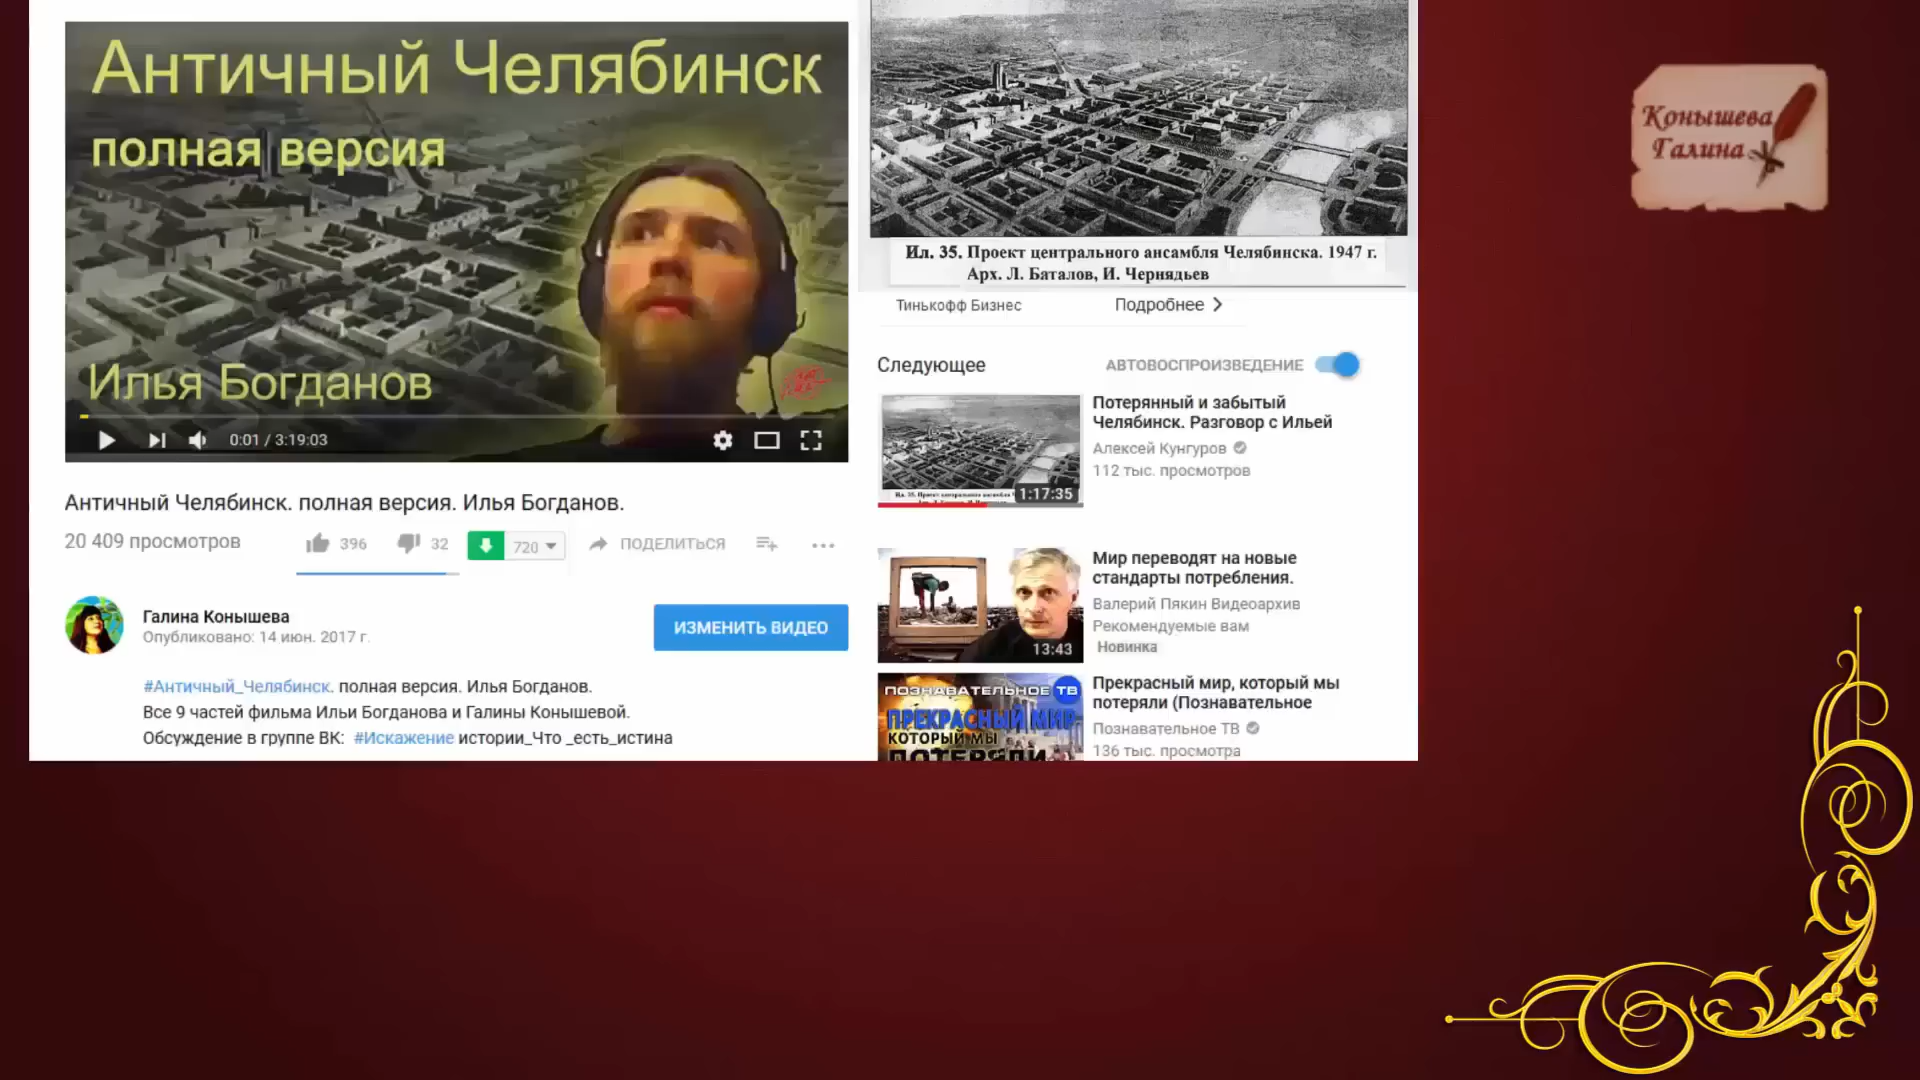 Античный Челябинск
полная версия
Илья Богданов
0:01 / 3:19:03
Античный Челябинск. полная версия. Илья Богданов.
20 409 просмотров
396
32
720
ПОДЕЛИТЬСЯ
Галина Конышева
Опубликовано: 14 июн. 2017 г.
ИЗМЕНИТЬ ВИДЕО
#Античный_Челябинск. полная версия. Илья Богданов.
Все 9 частей фильма Ильи Богданова и Галины Конышевой.
Обсуждение в группе ВК: #Искажение истории_Что _есть_истина
Ил. 35. Проект центрального ансамбля Челябинска. 1947 г.
Арх. Л. Баталов, И. Чернядьев
Тинькофф Бизнес
Подробнее
Следующее
АВТОВОСПРОИЗВЕДЕНИЕ
1:17:35
Потерянный и забытый
Челябинск. Разговор с Ильей
Алексей Кунгуров
112 тыс. просмотров
13:43
Мир переводят на новые
стандарты потребления.
Валерий Пякин Видеоархив
Рекомендуемые вам
Новинка
ПОЗНАВАТЕЛЬНОЕ ТВ
ПРЕКРАСНЫЙ МИР
КОТОРЫЙ МЫ
ПОТЕРЯЛИ
Прекрасный мир, который мы
потеряли (Познавательное
Познавательное ТВ
136 тыс. просмотра
Конышева
Галина